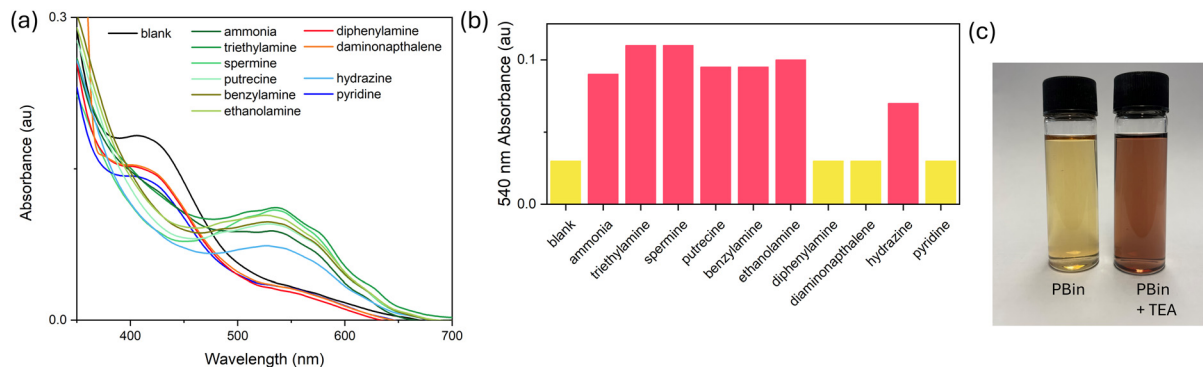 (a)
0.3
0.0
Absorbance (au)
blank
ammonia
triethylamine
spermine
putrecine
benzylamine
ethanolamine
diphenylamine
daminonapthalene
hydrazine
pyridine
400
500
600
700
Wavelength (nm)
(b)
540 nm Absorbance (au)
0.1
0.0
blank
ammonia
triethylamine
spermine
putrecine
benzylamine
ethanolamine
diphenylamine
diaminonapthalene
hydrazine
pyridine
(c)
PBin
PBin
+ TEA